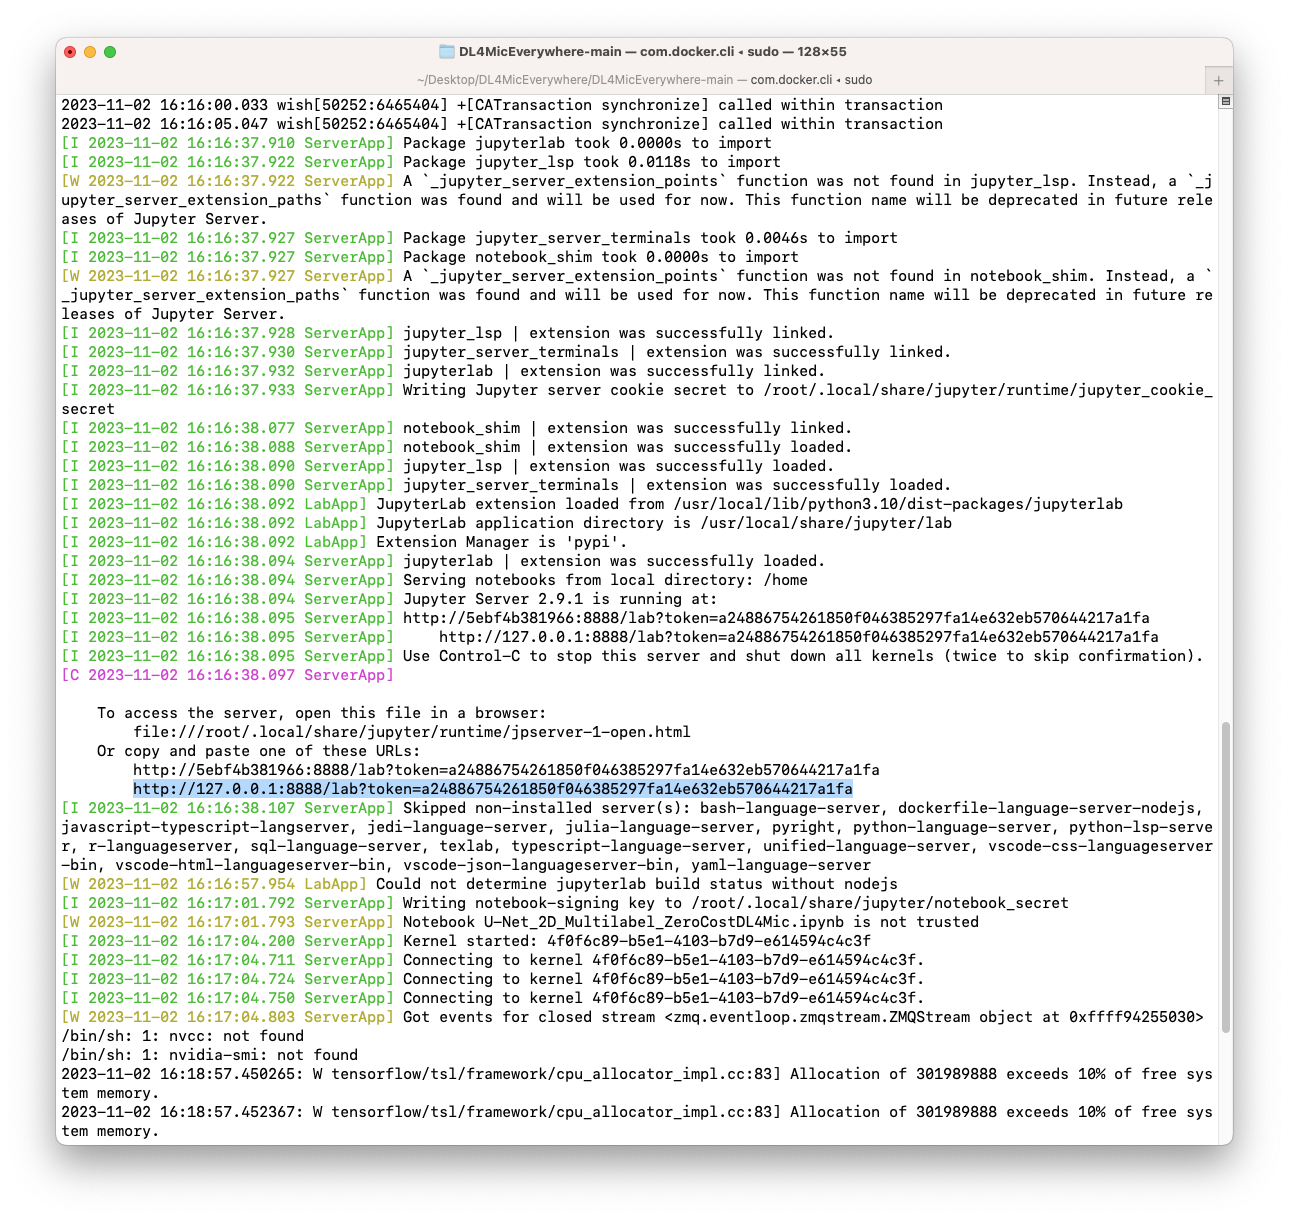 DL4MicEverywhere-main — com.docker.cli ◂ sudo — 128×55
~/Desktop/DL4MicEverywhere/DL4MicEverywhere-main — com.docker.cli ◂ sudo
+
2023-11-02 16:16:00.033 wish[50252:6465404] +[CATransaction synchronize] called within transaction
2023-11-02 16:16:05.047 wish[50252:6465404] +[CATransaction synchronize] called within transaction
[I 2023-11-02 16:16:37.910 ServerApp] Package jupyterlab took 0.0000s to import
[I 2023-11-02 16:16:37.922 ServerApp] Package jupyter_lsp took 0.0118s to import
[W 2023-11-02 16:16:37.922 ServerApp] A `_jupyter_server_extension_points` function was not found in jupyter_lsp. Instead, a `_j
upyter_server_extension_paths` function was found and will be used for now. This function name will be deprecated in future rele
ases of Jupyter Server.
[I 2023-11-02 16:16:37.927 ServerApp] Package jupyter_server_terminals took 0.0046s to import
[I 2023-11-02 16:16:37.927 ServerApp] Package notebook_shim took 0.0000s to import
[W 2023-11-02 16:16:37.927 ServerApp] A `_jupyter_server_extension_points` function was not found in notebook_shim. Instead, a `
_jupyter_server_extension_paths` function was found and will be used for now. This function name will be deprecated in future re
leases of Jupyter Server.
[I 2023-11-02 16:16:37.928 ServerApp] jupyter_lsp | extension was successfully linked.
[I 2023-11-02 16:16:37.930 ServerApp] jupyter_server_terminals | extension was successfully linked.
[I 2023-11-02 16:16:37.932 ServerApp] jupyterlab | extension was successfully linked.
[I 2023-11-02 16:16:37.933 ServerApp] Writing Jupyter server cookie secret to /root/.local/share/jupyter/runtime/jupyter_cookie_
secret
[I 2023-11-02 16:16:38.077 ServerApp] notebook_shim | extension was successfully linked.
[I 2023-11-02 16:16:38.088 ServerApp] notebook_shim | extension was successfully loaded.
[I 2023-11-02 16:16:38.090 ServerApp] jupyter_lsp | extension was successfully loaded.
[I 2023-11-02 16:16:38.090 ServerApp] jupyter_server_terminals | extension was successfully loaded.
[I 2023-11-02 16:16:38.092 LabApp] JupyterLab extension loaded from /usr/local/lib/python3.10/dist-packages/jupyterlab
[I 2023-11-02 16:16:38.092 LabApp] JupyterLab application directory is /usr/local/share/jupyter/lab
[I 2023-11-02 16:16:38.092 LabApp] Extension Manager is 'pypi'.
[I 2023-11-02 16:16:38.094 ServerApp] jupyterlab | extension was successfully loaded.
[I 2023-11-02 16:16:38.094 ServerApp] Serving notebooks from local directory: /home
[I 2023-11-02 16:16:38.094 ServerApp] Jupyter Server 2.9.1 is running at:
[I 2023-11-02 16:16:38.095 ServerApp] http://5ebf4b381966:8888/lab?token=a24886754261850f046385297fa14e632eb570644217a1fa
[I 2023-11-02 16:16:38.095 ServerApp]     http://127.0.0.1:8888/lab?token=a24886754261850f046385297fa14e632eb570644217a1fa
[I 2023-11-02 16:16:38.095 ServerApp] Use Control-C to stop this server and shut down all kernels (twice to skip confirmation).
[C 2023-11-02 16:16:38.097 ServerApp]
To access the server, open this file in a browser:
file:///root/.local/share/jupyter/runtime/jpserver-1-open.html
Or copy and paste one of these URLs:
http://5ebf4b381966:8888/lab?token=a24886754261850f046385297fa14e632eb570644217a1fa
http://127.0.0.1:8888/lab?token=a24886754261850f046385297fa14e632eb570644217a1fa
[I 2023-11-02 16:16:38.107 ServerApp] Skipped non-installed server(s): bash-language-server, dockerfile-language-server-nodejs,
javascript-typescript-langserver, jedi-language-server, julia-language-server, pyright, python-language-server, python-lsp-serve
r, r-languageserver, sql-language-server, texlab, typescript-language-server, unified-language-server, vscode-css-languageserver
-bin, vscode-html-languageserver-bin, vscode-json-languageserver-bin, yaml-language-server
[W 2023-11-02 16:16:57.954 LabApp] Could not determine jupyterlab build status without nodejs
[I 2023-11-02 16:17:01.792 ServerApp] Writing notebook-signing key to /root/.local/share/jupyter/notebook_secret
[W 2023-11-02 16:17:01.793 ServerApp] Notebook U-Net_2D_Multilabel_ZeroCostDL4Mic.ipynb is not trusted
[I 2023-11-02 16:17:04.200 ServerApp] Kernel started: 4f0f6c89-b5e1-4103-b7d9-e614594c4c3f
[I 2023-11-02 16:17:04.711 ServerApp] Connecting to kernel 4f0f6c89-b5e1-4103-b7d9-e614594c4c3f.
[I 2023-11-02 16:17:04.724 ServerApp] Connecting to kernel 4f0f6c89-b5e1-4103-b7d9-e614594c4c3f.
[I 2023-11-02 16:17:04.750 ServerApp] Connecting to kernel 4f0f6c89-b5e1-4103-b7d9-e614594c4c3f.
[W 2023-11-02 16:17:04.803 ServerApp] Got events for closed stream <zmq.eventloop.zmqstream.ZMQStream object at 0xffff94255030>
/bin/sh: 1: nvcc: not found
/bin/sh: 1: nvidia-smi: not found
2023-11-02 16:18:57.450265: W tensorflow/tsl/framework/cpu_allocator_impl.cc:83] Allocation of 301989888 exceeds 10% of free sys
tem memory.
2023-11-02 16:18:57.452367: W tensorflow/tsl/framework/cpu_allocator_impl.cc:83] Allocation of 301989888 exceeds 10% of free sys
tem memory.